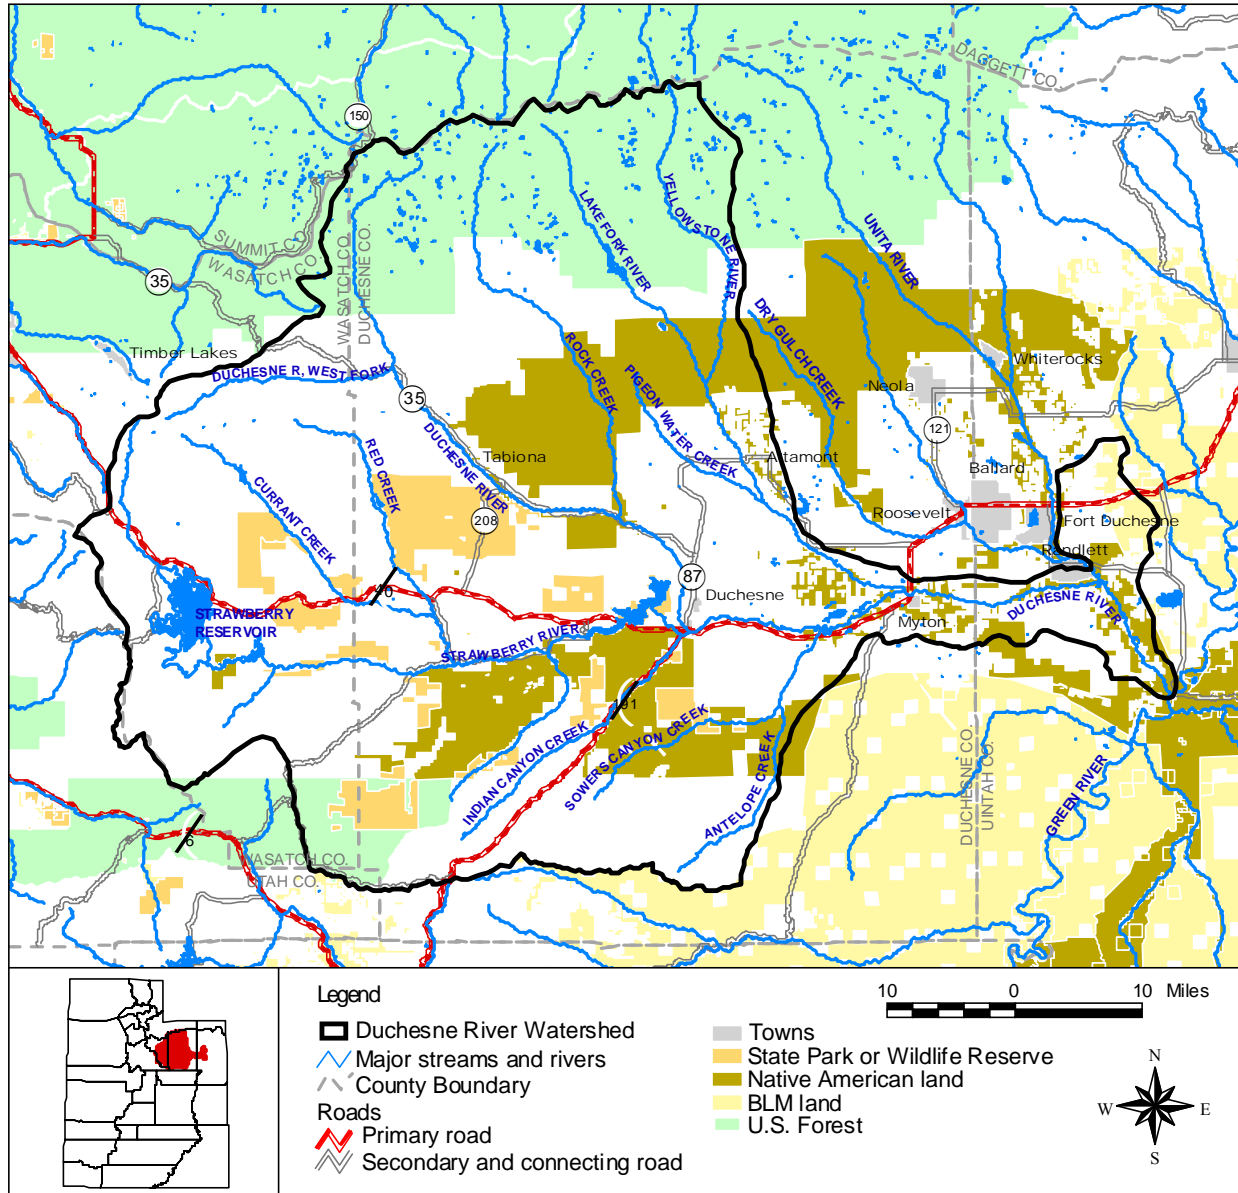 DAGGETT CO.
150
SUMMIT CO.
WASATCH CO.
WASATCH CO.
DUCHESNE CO.
35
LAKE FORK RIVER
YELLOWSTONE RIVER
UNITA RIVER
DRY GULCH CREEK
ROCK CREEK
PIGEON WATER CREEK
Timber Lakes
DUCHESNE R, WEST FORK
35
Whiterocks
Neola
121
Tabiona
Altamont
Ballard
RED CREEK
DUCHESNE RIVER
CURRANT CREEK
208
Roosevelt
Fort Duchesne
Randlett
40
87
Duchesne
STRAWBERRY
RESERVOIR
Myton
DUCHESNE RIVER
STRAWBERRY RIVER
191
INDIAN CANYON CREEK
SOWERS CANYON CREEK
ANTELOPE CREEK
DUCHESNE CO.
UINTAH CO.
GREEN RIVER
6
WASATCH CO.
UTAH CO.
Legend
Duchesne River Watershed
Major streams and rivers
County Boundary
Roads
Primary road
Secondary and connecting road
Towns
State Park or Wildlife Reserve
Native American land
BLM land
U.S. Forest
10 0 10 Miles
N
W E
S